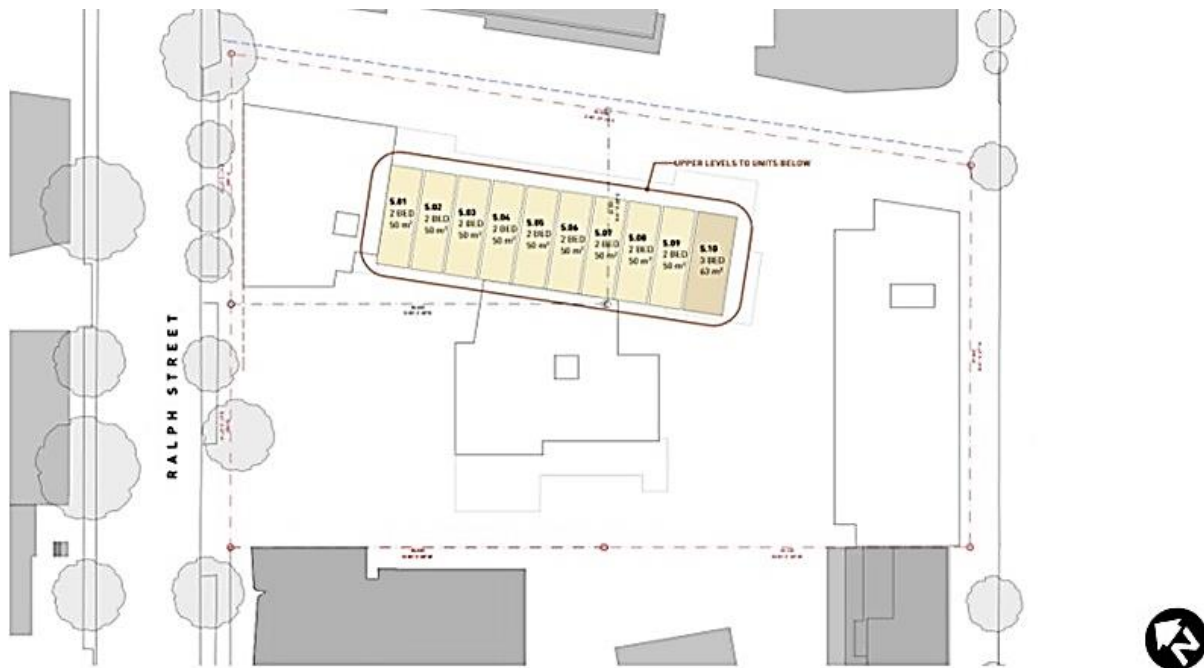 UPPER LEVELS TO UNITS BELOW
5.01
2 BED
50 m²
5.02
2 BED
50 m²
5.03
2 BED
50 m²
5.04
2 BED
50 m²
5.05
2 BED
50 m²
5.06
2 BED
50 m²
5.07
2 BED
50 m²
5.08
2 BED
50 m²
5.09
2 BED
50 m²
5.10
3 BED
63 m²
RALPH STREET